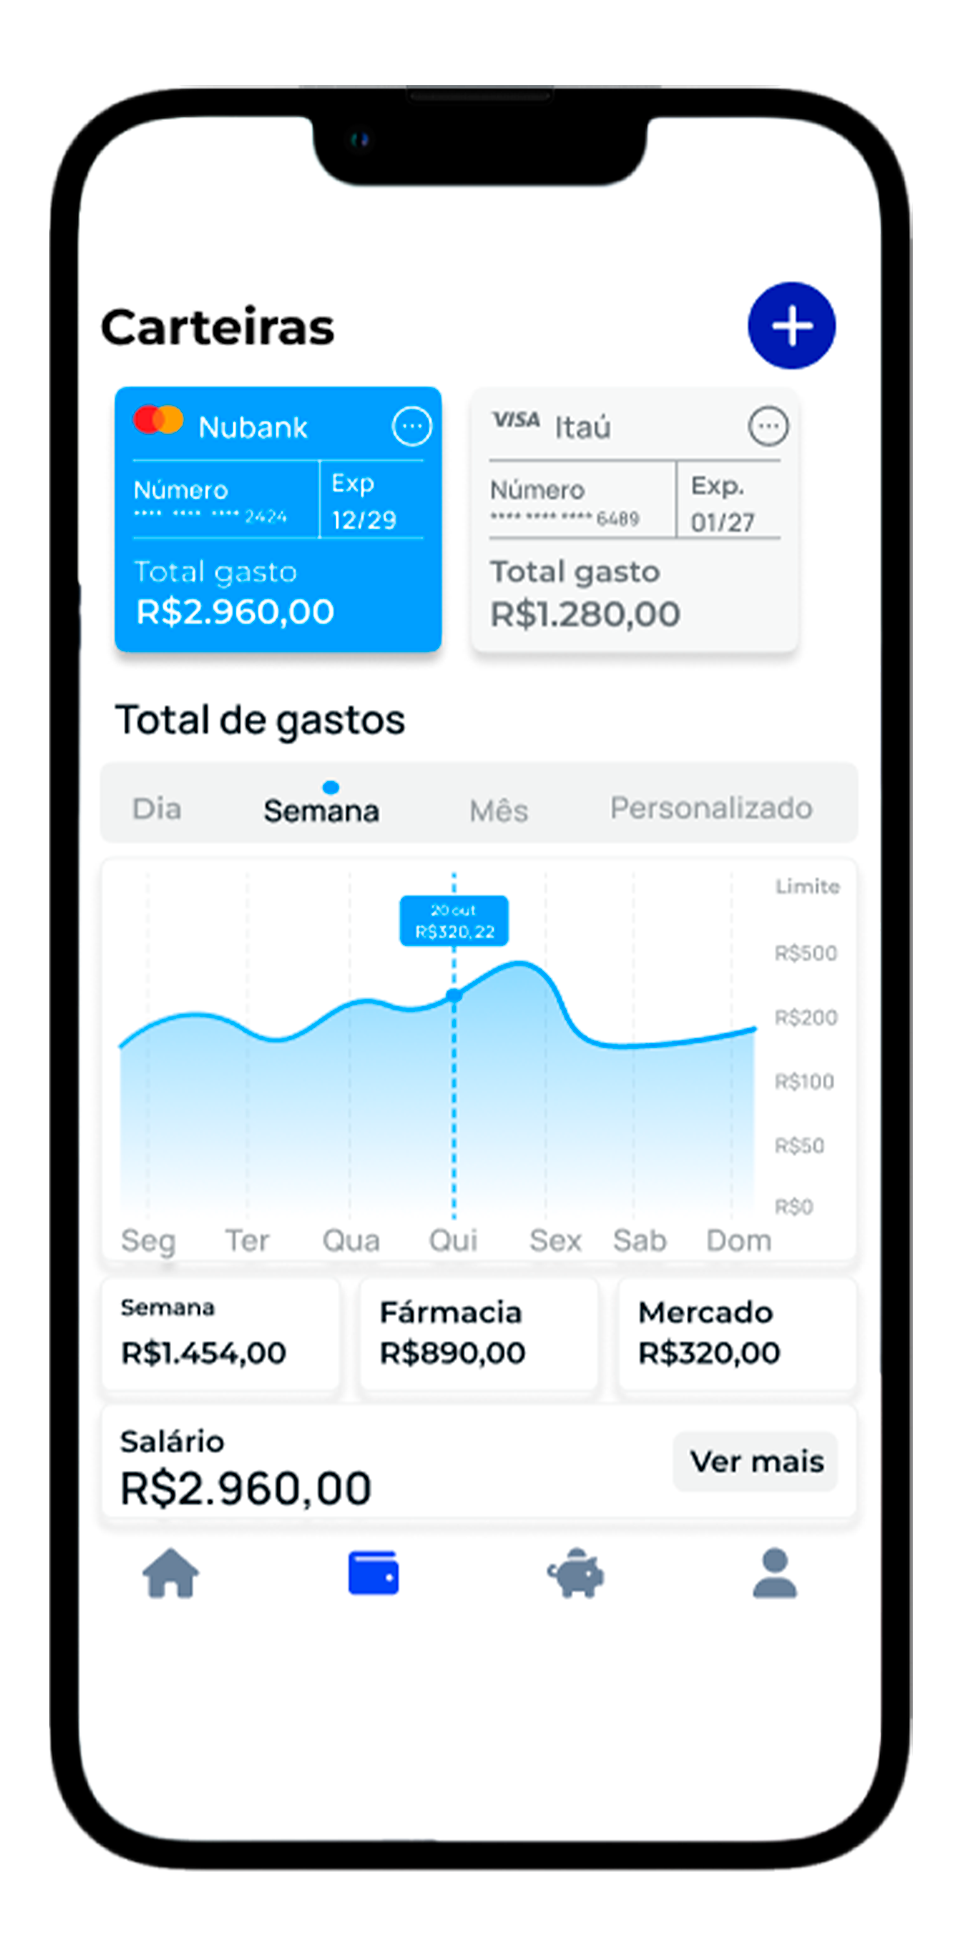 Carteiras
Nubank
Número
Exp
**** **** **** 2424
12/29
Total gasto
R$2.960,00
VISA Itaú
Número
Exp.
**** **** **** 6489
01/27
Total gasto
R$1.280,00
Total de gastos
Dia Semana Mês Personalizado
20 out
R$320,22
Limite
R$500
R$200
R$100
R$50
R$0
Seg Ter Qua Qui Sex Sab Dom
Semana
R$1.454,00
Fármacia
R$890,00
Mercado
R$320,00
Salário
R$2.960,00
Ver mais